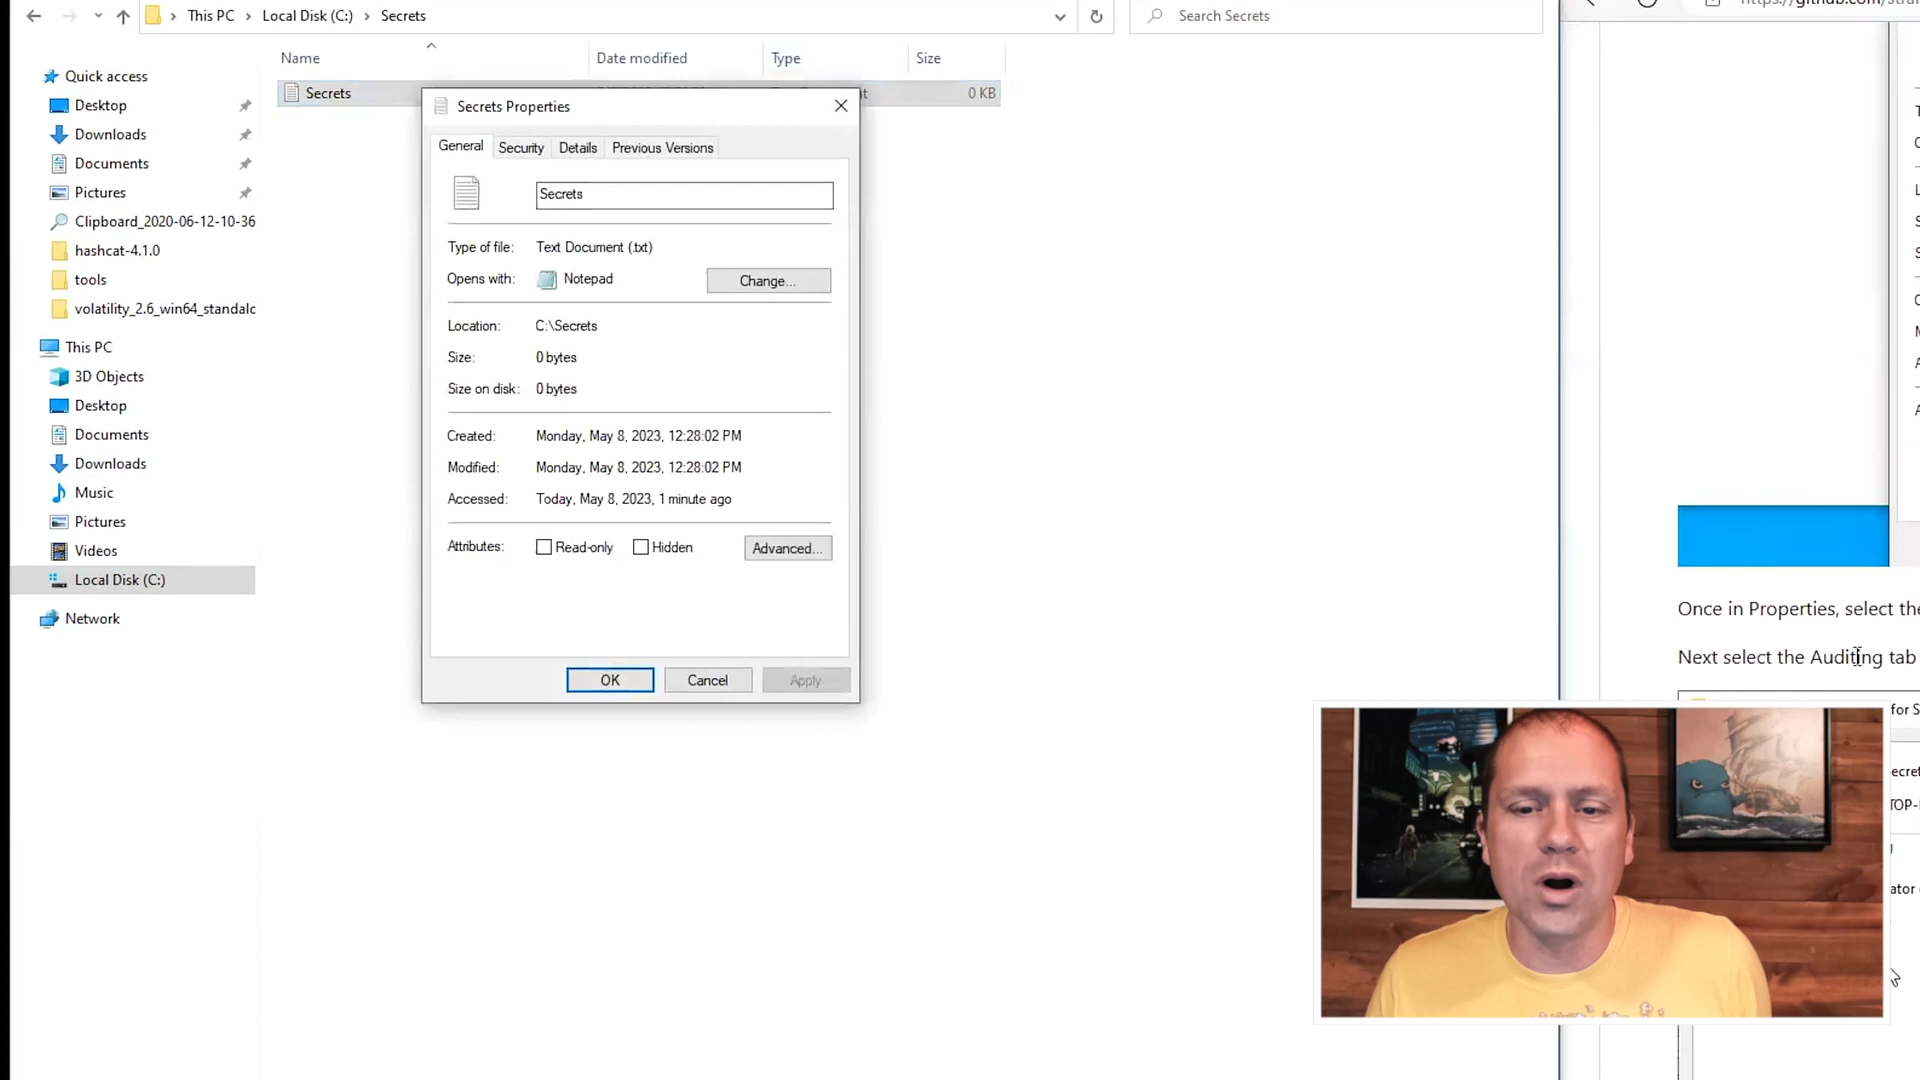 This PC > Local Disk (C:) > Secrets
Search Secrets
Name
Date modified
Type
Size
Quick access
Desktop
Downloads
Documents
Pictures
Clipboard_2020-06-12-10-36
hashcat-4.1.0
tools
volatility_2.6_win64_standalc
This PC
3D Objects
Desktop
Documents
Downloads
Music
Pictures
Videos
Local Disk (C:)
Network
Secrets
0 KB
Secrets Properties
General
Security
Details
Previous Versions
Secrets
Type of file: Text Document (.txt)
Opens with: Notepad
Change...
Location: C:\Secrets
Size: 0 bytes
Size on disk: 0 bytes
Created: Monday, May 8, 2023, 12:28:02 PM
Modified: Monday, May 8, 2023, 12:28:02 PM
Accessed: Today, May 8, 2023, 1 minute ago
Attributes: Read-only Hidden
Advanced...
OK
Cancel
Apply
Once in Properties, select the
Next select the Auditing tab
for S